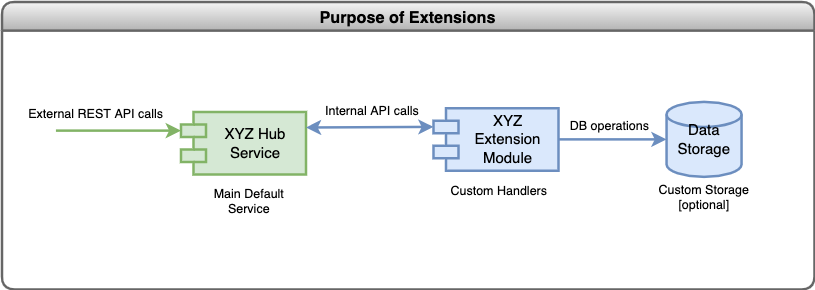 Purpose of Extensions
External REST API calls
XYZ Hub
Service
Main Default
Service
Internal API calls
XYZ
Extension
Module
Custom Handlers
DB operations
Data
Storage
Custom Storage
[optional]